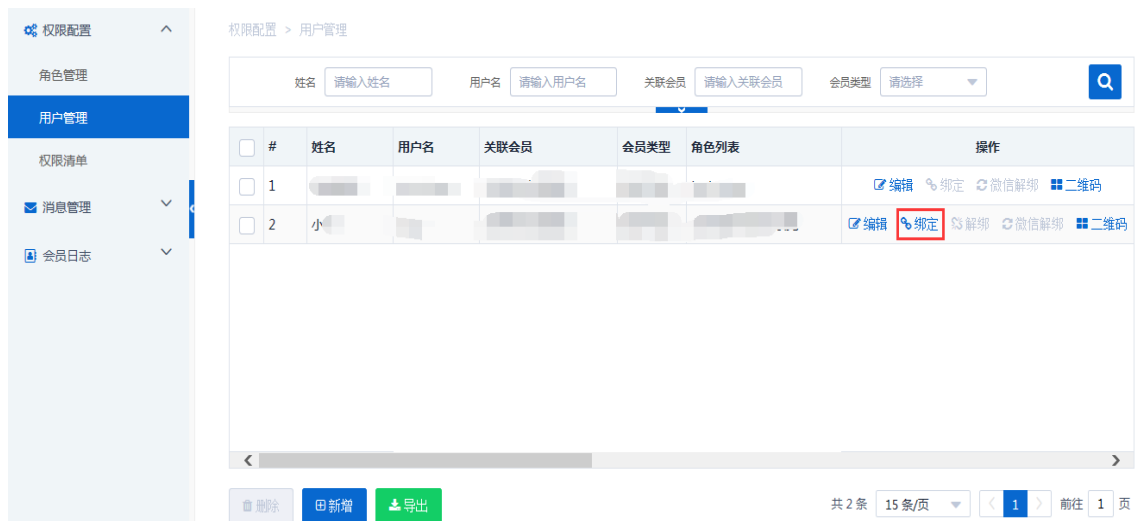 权限配置
角色管理
用户管理
权限清单
消息管理
会员日志
权限配置 > 用户管理
姓名 请输入姓名 用户名 请输入用户名 关联会员 请输入关联会员 会员类型 请选择
# 姓名 用户名 关联会员 会员类型 角色列表 操作
1 编辑 绑定 微信解绑 二维码
2 小 编辑 绑定 解绑 微信解绑 二维码
删除 新增 导出 共 2 条 15 条/页 1 前往 1 页